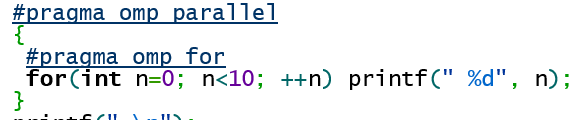 #pragma omp parallel
{
#pragma omp for
for(int n=0; n<10; ++n) printf(" %d", n);
}